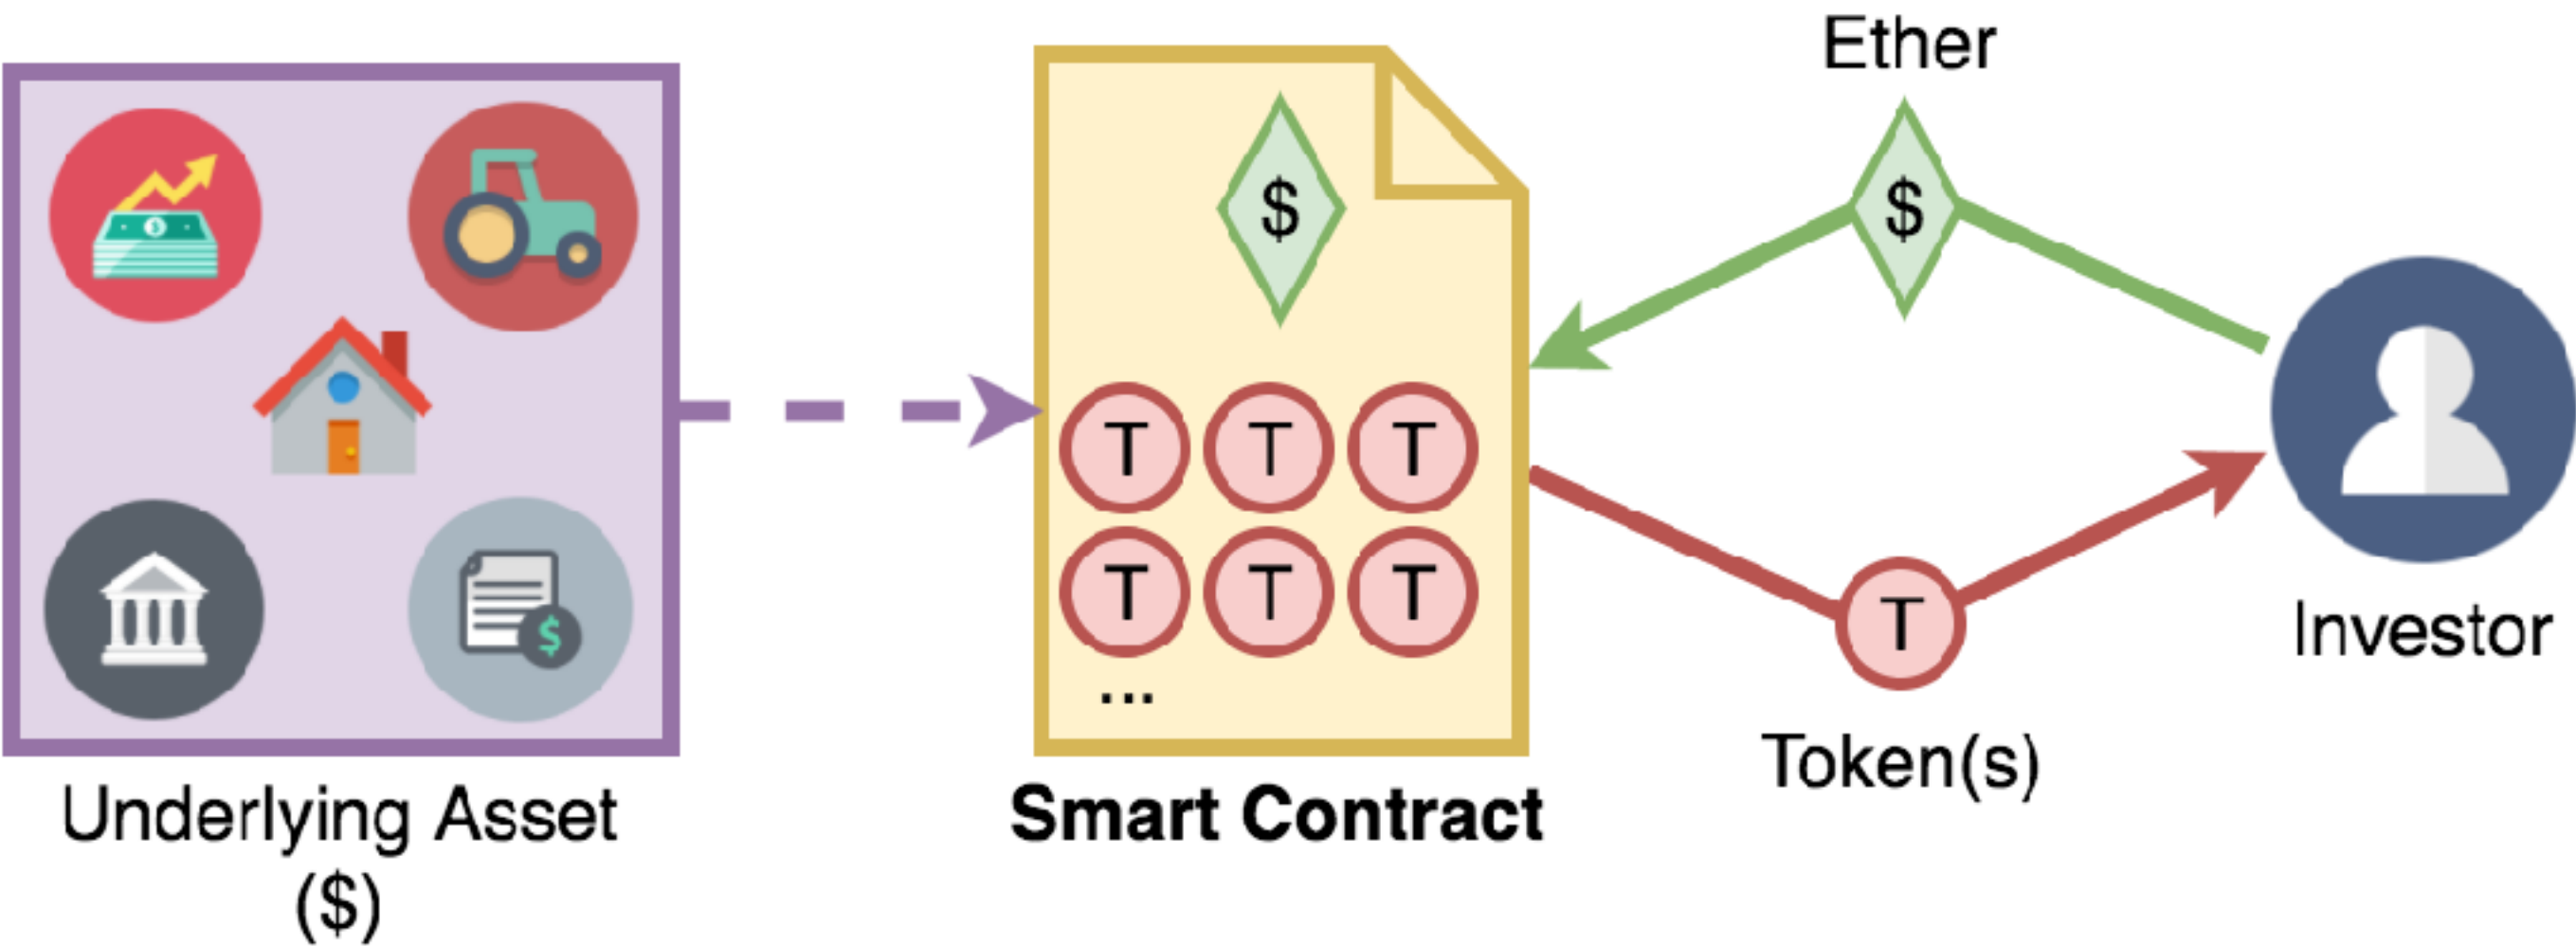 Ether
$
$
T T T
T T T
...
T
Investor
Token(s)
Underlying Asset
($)
Smart Contract
$
$